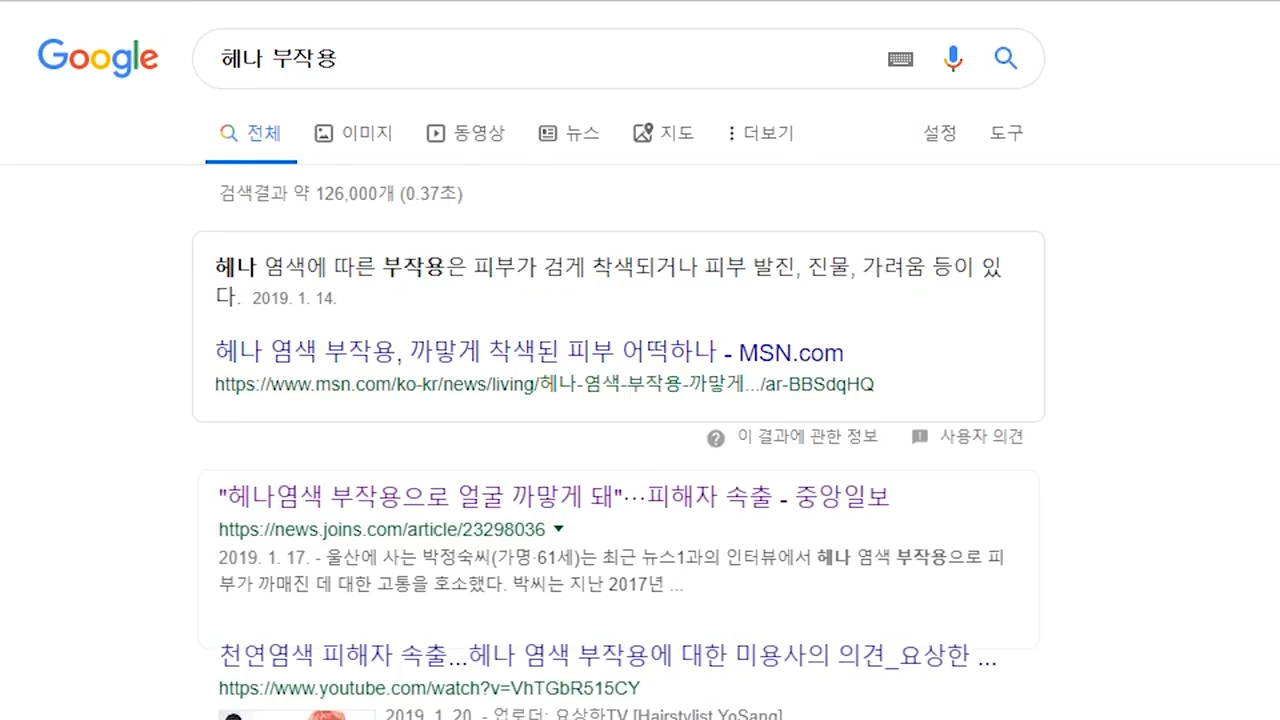 Google
헤나 부작용
전체 이미지 동영상 뉴스 지도 더보기 설정 도구
검색결과 약 126,000개 (0.37초)
헤나 염색에 따른 부작용은 피부가 검게 착색되거나 피부 발진, 진물, 가려움 등이 있
다. 2019. 1. 14.
헤나 염색 부작용, 까맣게 착색된 피부 어떡하나 - MSN.com
https://www.msn.com/ko-kr/news/living/헤나-염색-부작용-까맣게.../ar-BBSdqHQ
이 결과에 관한 정보 사용자 의견
"헤나염색 부작용으로 얼굴 까맣게 돼"…피해자 속출 - 중앙일보
https://news.joins.com/article/23298036
2019. 1. 17. - 울산에 사는 박정숙씨(가명·61세)는 최근 뉴스1과의 인터뷰에서 헤나 염색 부작용으로 피
부가 까매진 데 대한 고통을 호소했다. 박씨는 지난 2017년 ...
천연염색 피해자 속출...헤나 염색 부작용에 대한 미용사의 의견_요상한 ...
https://www.youtube.com/watch?v=VhTGbR515CY
2019. 1. 20. - 업로더: 요상한TV [Hairstylist YoSang]